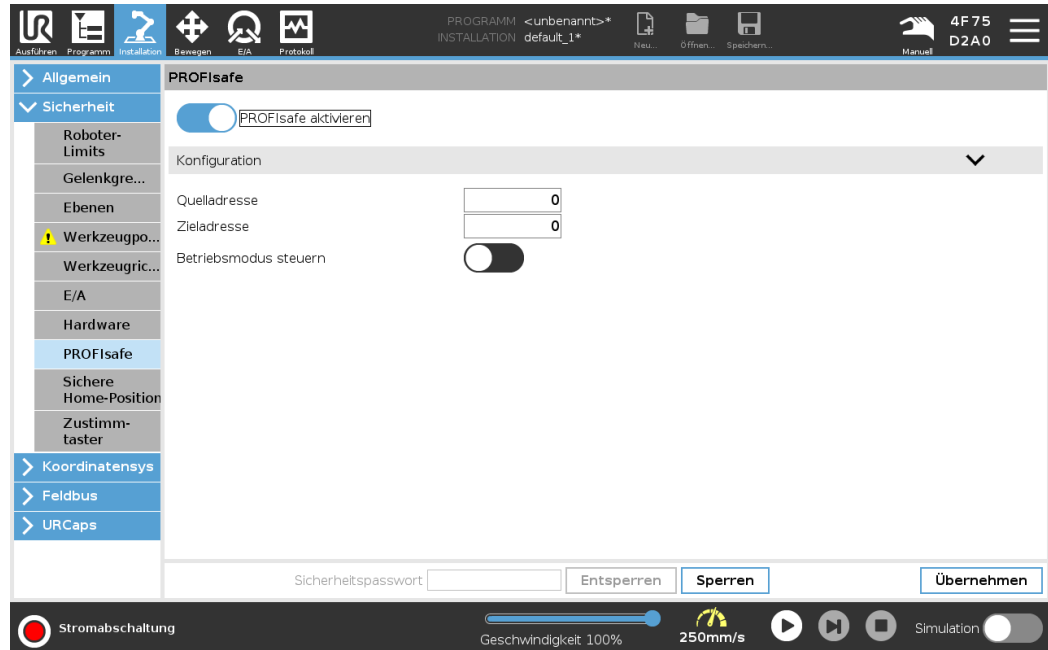 PROGRAMM <unbenannt>*
INSTALLATION default_1*
Ausführen Programm Installation Bewegen E/A Protokoll
Neu... Öffnen... Speichern...
Manuell
4F75
D2A0
Allgemein
Sicherheit
Roboter-
Limits
Gelenkgre...
Ebenen
Werkzeugpo...
Werkzeugric...
E/A
Hardware
PROFIsafe
Sichere
Home-Position
Zustimm-
taster
Koordinatensys
Feldbus
URCaps
PROFIsafe
PROFIsafe aktivieren
Konfiguration
Quelladresse 0
Zieladresse 0
Betriebsmodus steuern
Sicherheitspasswort Entsperren Sperren Übernehmen
Stromabschaltung
Geschwindigkeit 100%
250mm/s
Simulation